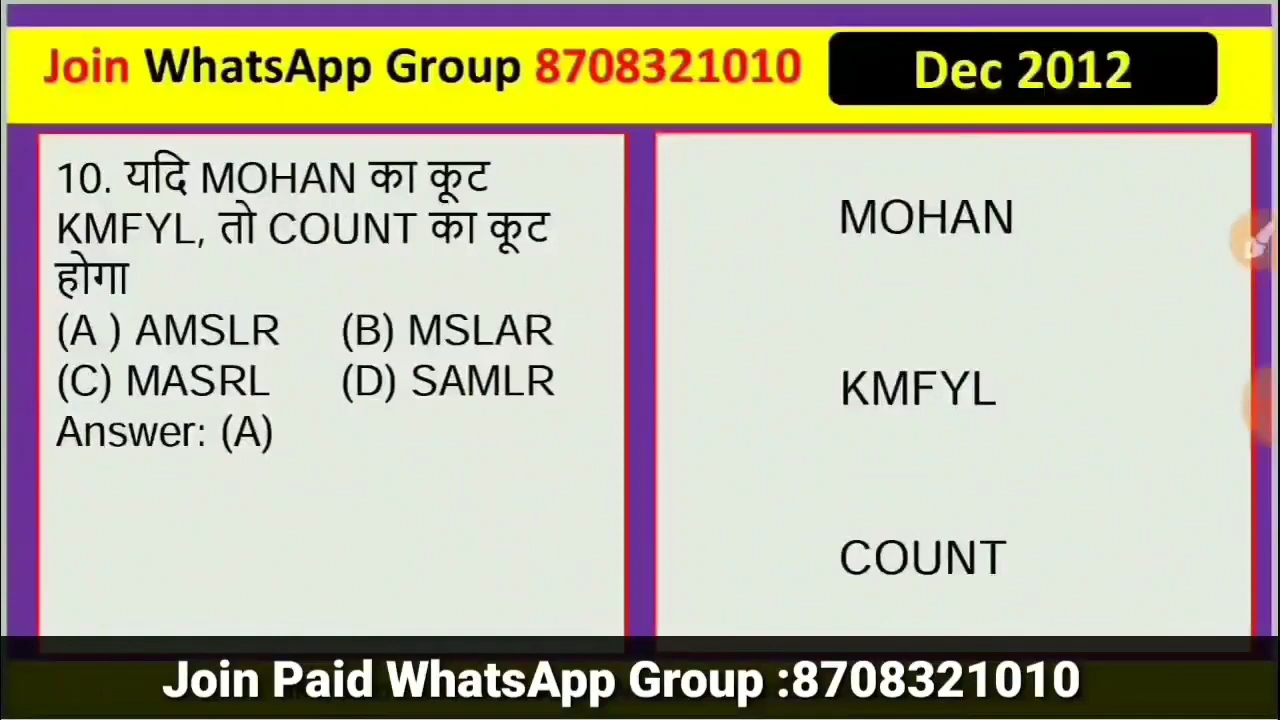 Join WhatsApp Group 8708321010
Dec 2012
10. यदि MOHAN का कूट
KMFYL, तो COUNT का कूट
होगा
(A ) AMSLR (B) MSLAR
(C) MASRL (D) SAMLR
Answer: (A)
MOHAN
KMFYL
COUNT
Join Paid WhatsApp Group :8708321010